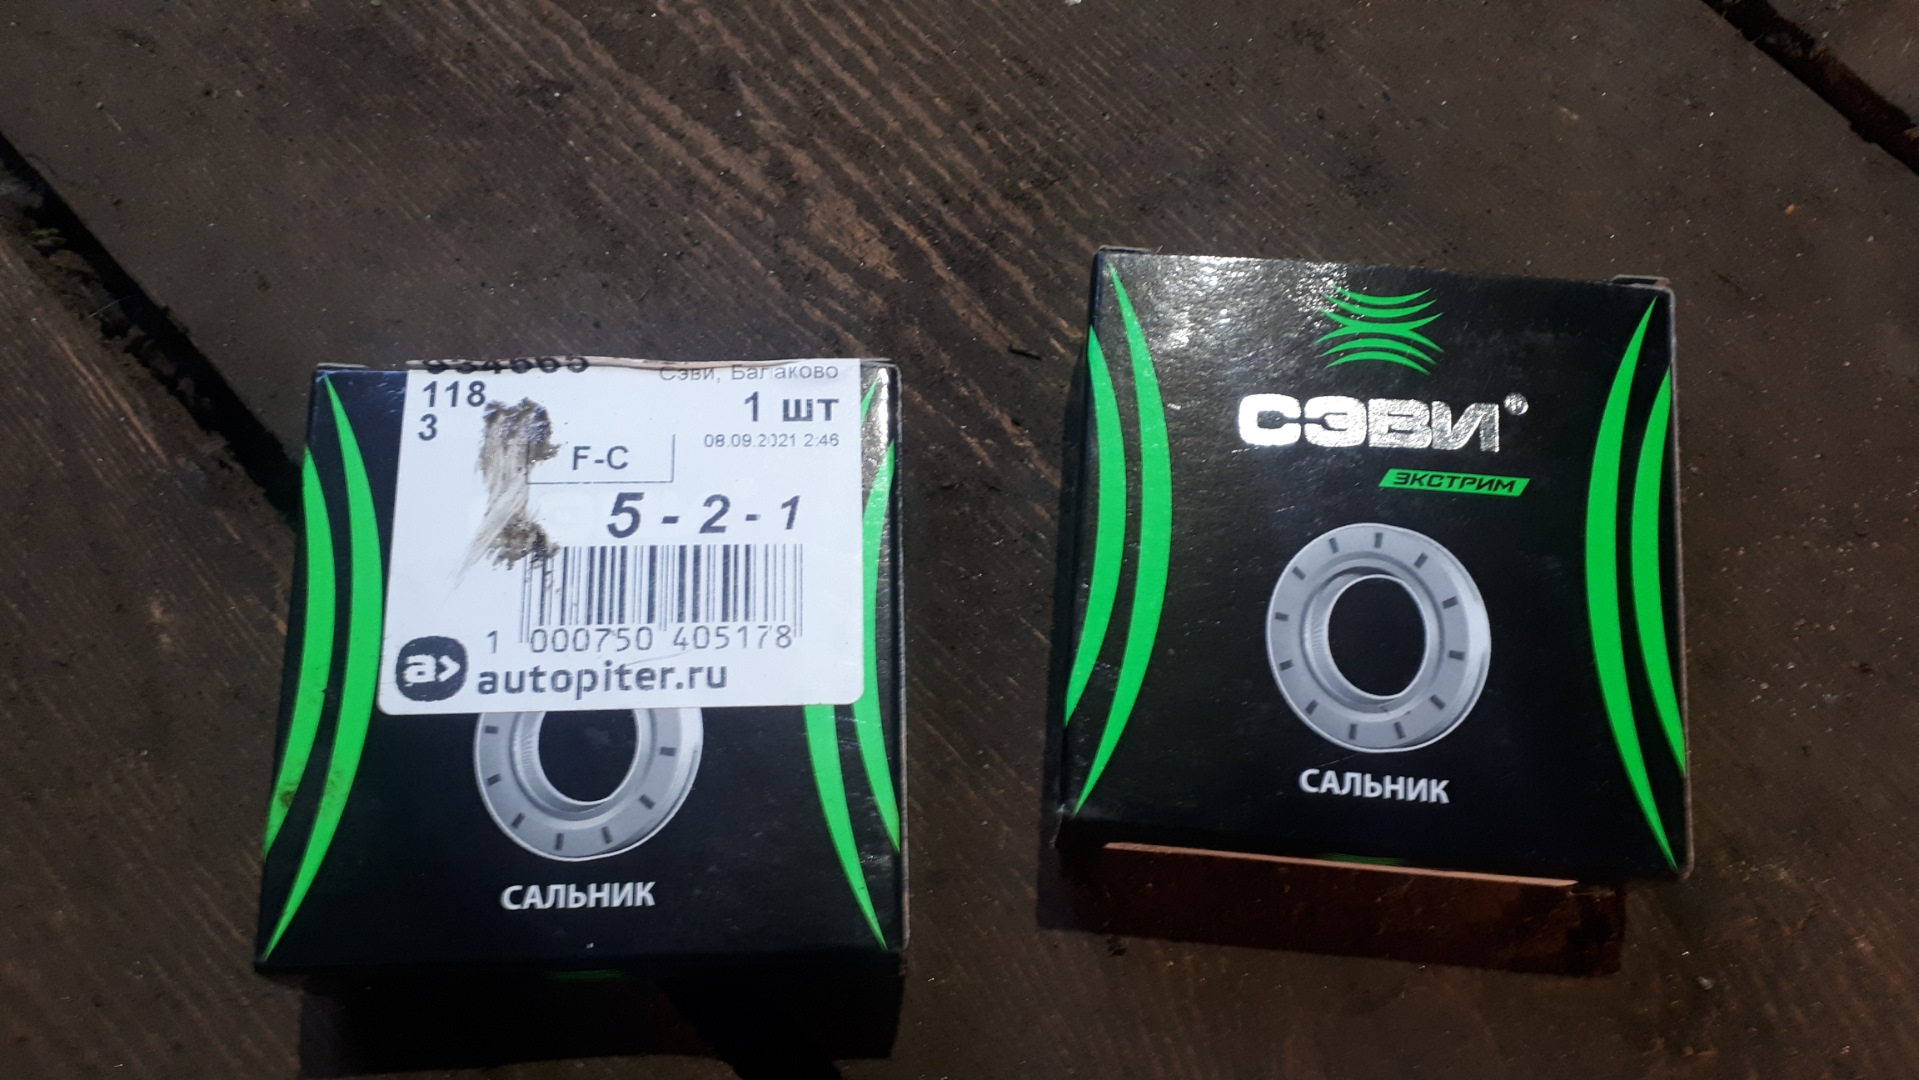 Сэви, Балаково
118
1 шт
3
08.09.2021 2:46
F-C
5 - 2 - 1
1 000750 405178
a>
autopiter.ru
САЛЬНИК
СЭВИ®
ЭКСТРИМ
САЛЬНИК